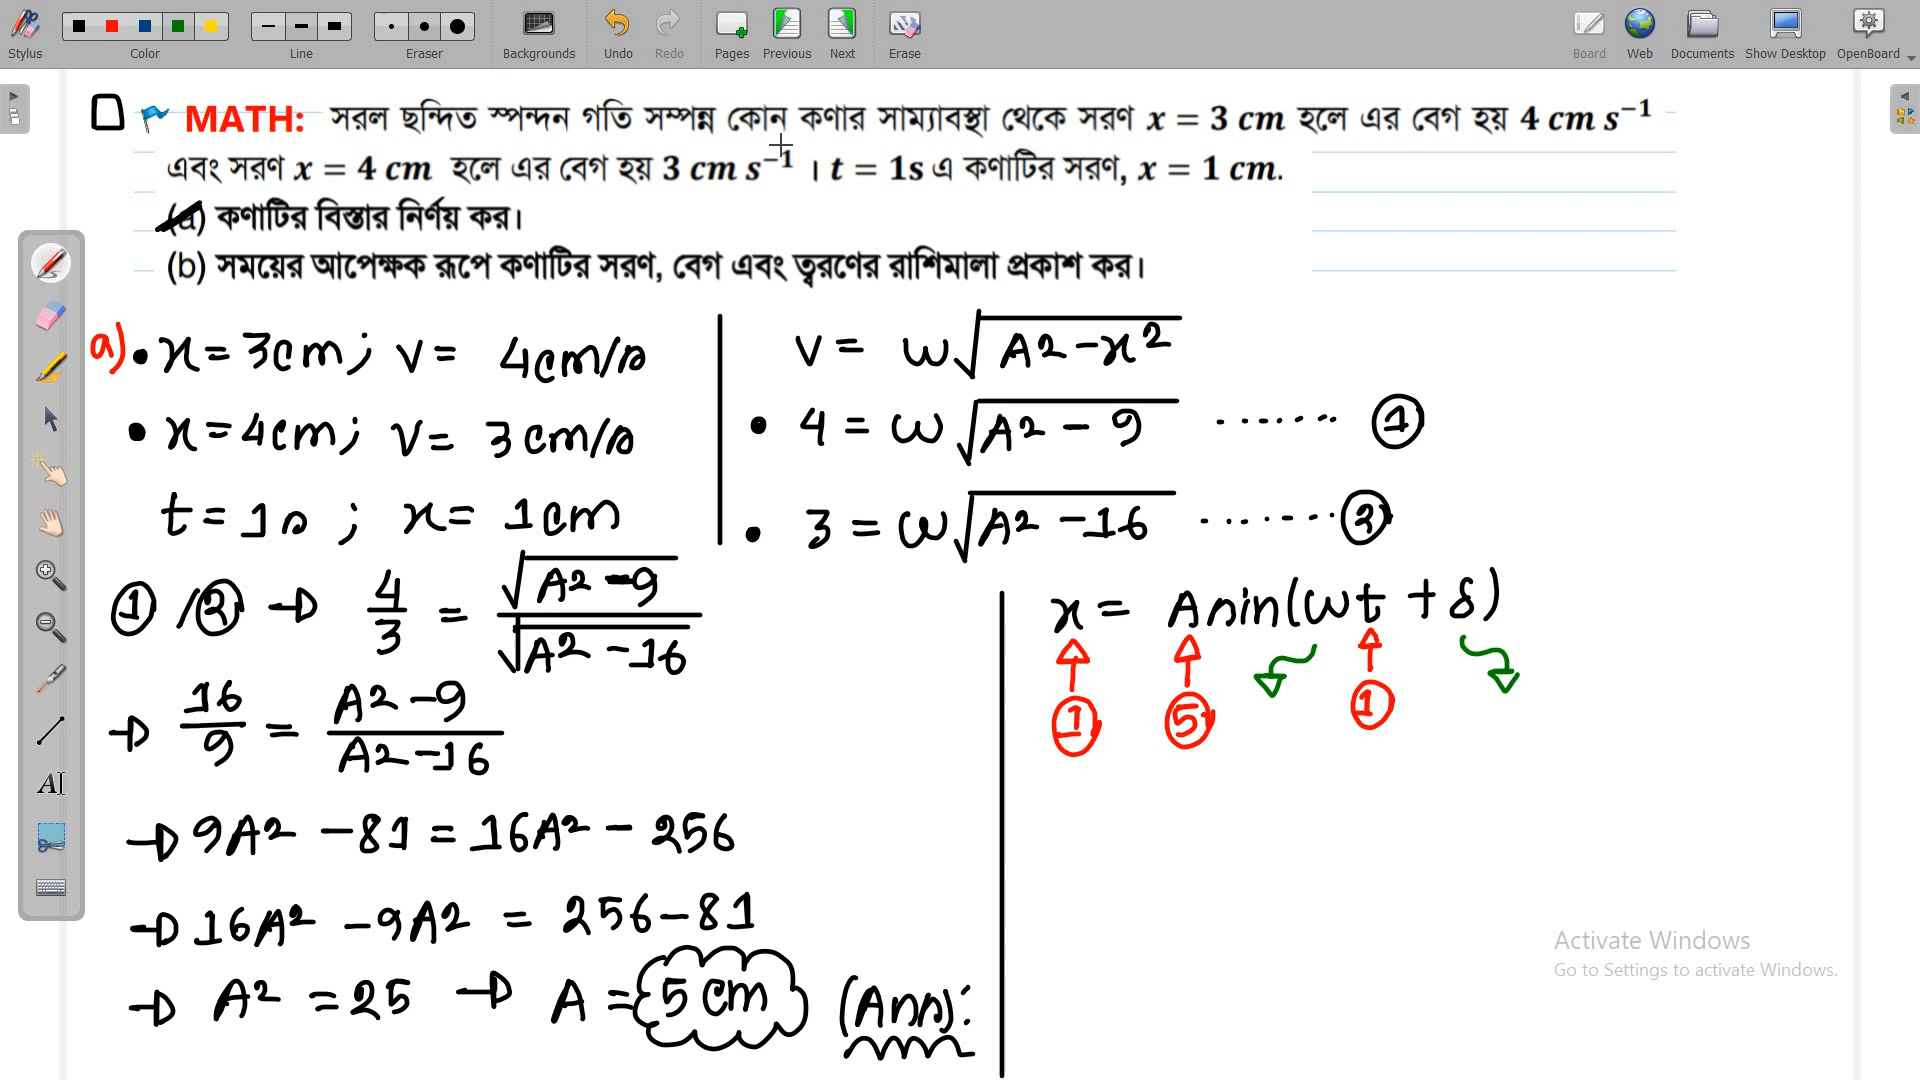 Stylus Color Line Eraser Backgrounds Undo Redo Pages Previous Next Erase Board Web Documents Show Desktop OpenBoard
MATH: সরল ছন্দিত স্পন্দন গতি সম্পন্ন কোন কণার সাম্যাবস্থা থেকে সরণ x = 3 cm হলে এর বেগ হয় 4 cm s⁻¹
এবং সরণ x = 4 cm হলে এর বেগ হয় 3 cm s⁻¹ । t = 1s এ কণাটির সরণ, x = 1 cm.
(a) কণাটির বিস্তার নির্ণয় কর।
(b) সময়ের আপেক্ষক রূপে কণাটির সরণ, বেগ এবং ত্বরণের রাশিমালা প্রকাশ কর।
a) • x = 3cm; v = 4cm/s
• x = 4cm; v = 3cm/s
t = 1s ; x = 1cm
v = ω√(A² - x²)
• 4 = ω√(A² - 9) ....... ①
• 3 = ω√(A² - 16) ....... ②
① / ② → 4/3 = √(A² - 9) / √(A² - 16)
→ 16/9 = (A² - 9) / (A² - 16)
→ 9A² - 81 = 16A² - 256
→ 16A² - 9A² = 256 - 81
→ A² = 25 → A = 5 cm (Ans):
x = A sin(ωt + δ)
① ⑤ ①
AI
Activate Windows
Go to Settings to activate Windows.